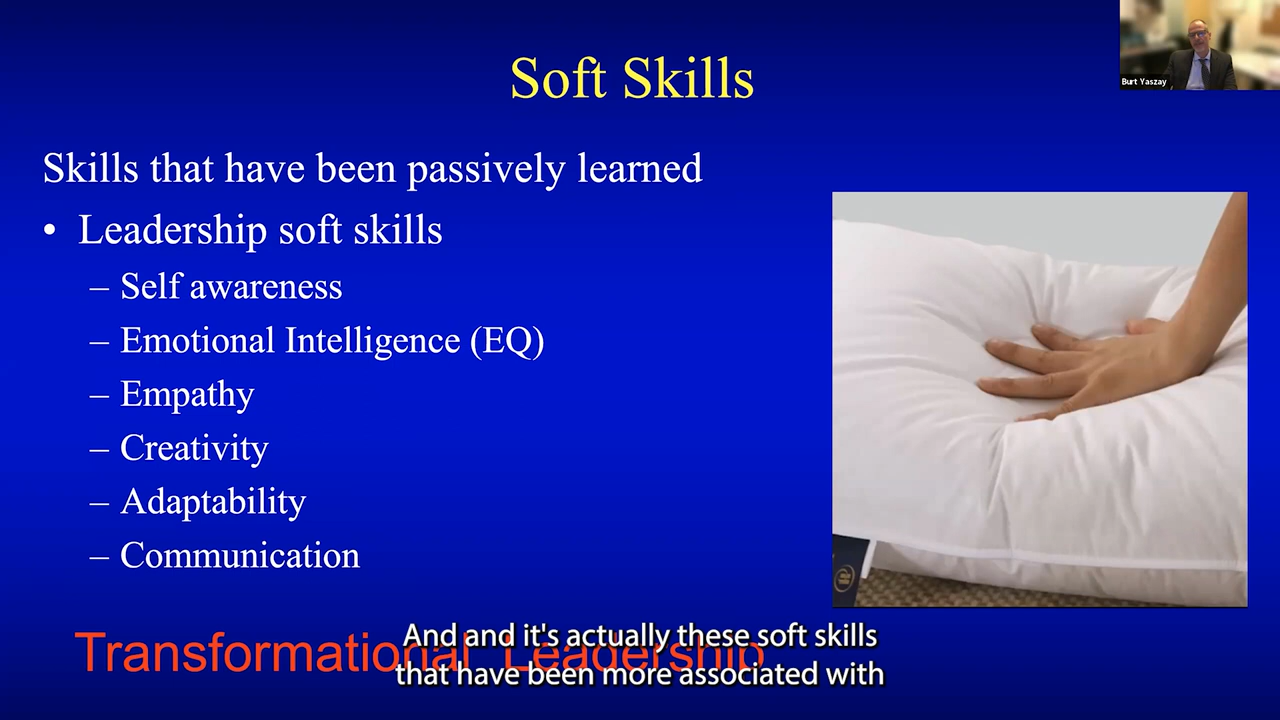 Soft Skills
Burt Yaszay
Skills that have been passively learned
• Leadership soft skills
– Self awareness
– Emotional Intelligence (EQ)
– Empathy
– Creativity
– Adaptability
– Communication
Transformational Leadership
And and it's actually these soft skills
that have been more associated with